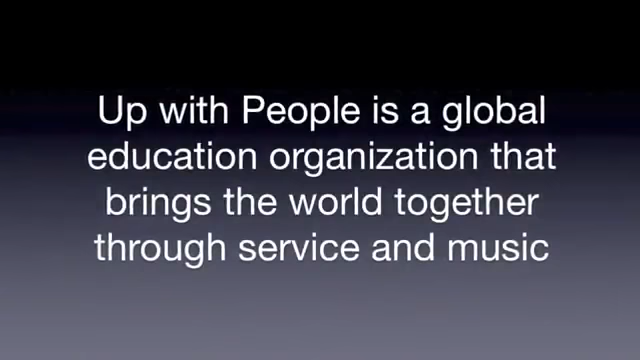 Up with People is a global
education organization that
brings the world together
through service and music